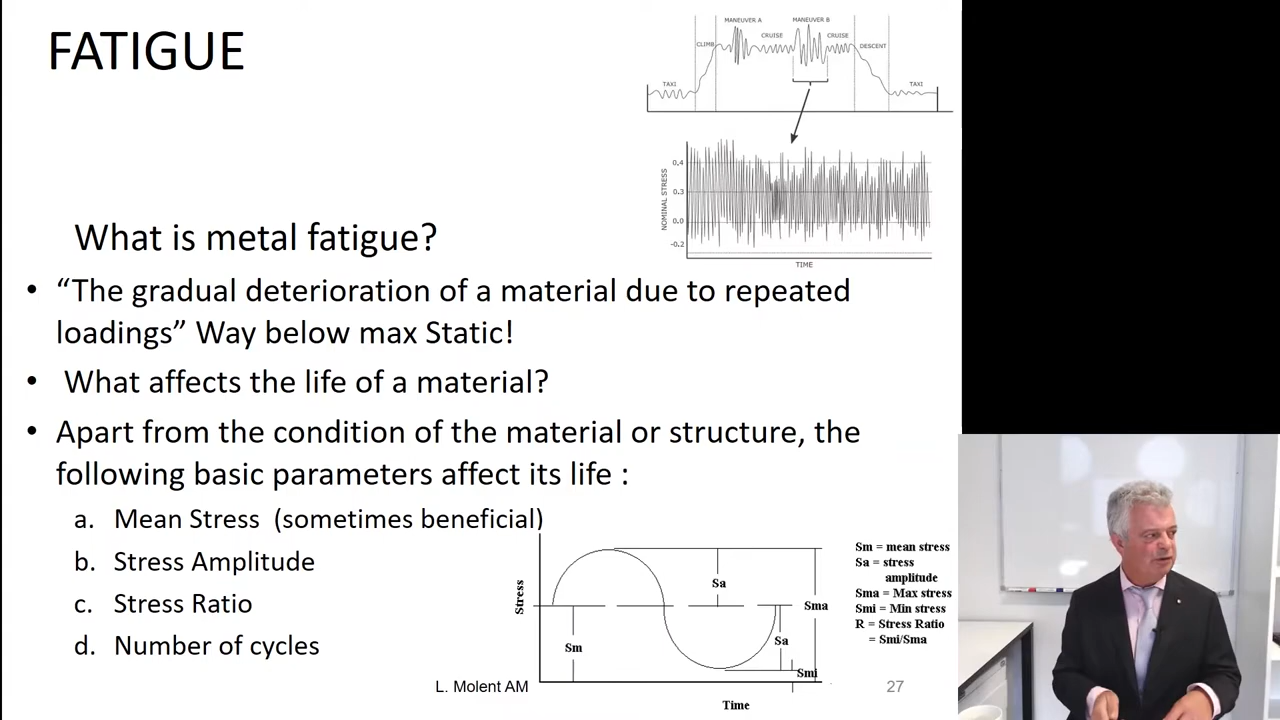 FATIGUE
MANEUVER A
MANEUVER B
CLIMB
CRUISE
CRUISE
DESCENT
TAXI
TAXI
NOMINAL STRESS
0.4
0.3
0.0
-0.2
TIME
What is metal fatigue?
• “The gradual deterioration of a material due to repeated
loadings” Way below max Static!
• What affects the life of a material?
• Apart from the condition of the material or structure, the
following basic parameters affect its life :
a. Mean Stress (sometimes beneficial)
b. Stress Amplitude
c. Stress Ratio
d. Number of cycles
Stress
Sa
Sma
Sm
Sa
Smi
Time
Sm = mean stress
Sa = stress
amplitude
Sma = Max stress
Smi = Min stress
R = Stress Ratio
= Smi/Sma
L. Molent AM
27